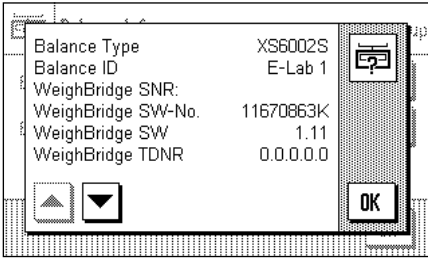 Balance Type XS6002S
Balance ID E-Lab 1
WeighBridge SNR:
WeighBridge SW-No. 11670863K
WeighBridge SW 1.11
WeighBridge TDNR 0.0.0.0.0
OK